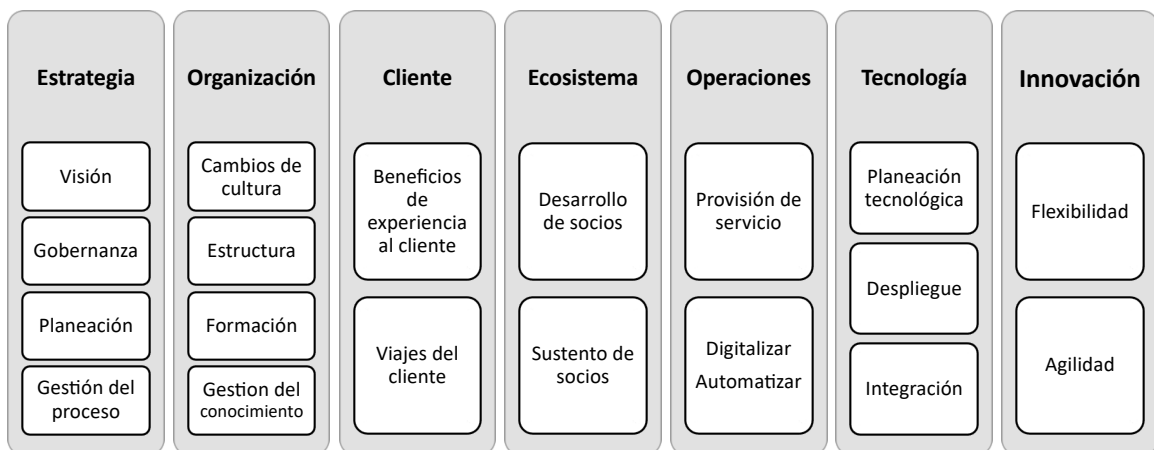 Estrategia
Visión
Gobernanza
Planeación
Gestión del
proceso
Organización
Cambios de
cultura
Estructura
Formación
Gestion del
conocimiento
Cliente
Beneficios
de
experiencia
al cliente
Viajes del
cliente
Ecosistema
Desarrollo
de socios
Sustento de
socios
Operaciones
Provisión de
servicio
Digitalizar
Automatizar
Tecnología
Planeación
tecnológica
Despliegue
Integración
Innovación
Flexibilidad
Agilidad